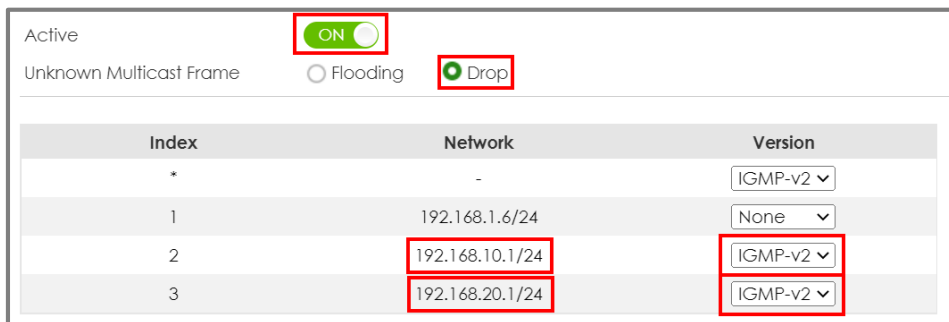 Active ON
Unknown Multicast Frame Flooding Drop
Index Network Version
* - IGMP-v2
1 192.168.1.6/24 None
2 192.168.10.1/24 IGMP-v2
3 192.168.20.1/24 IGMP-v2